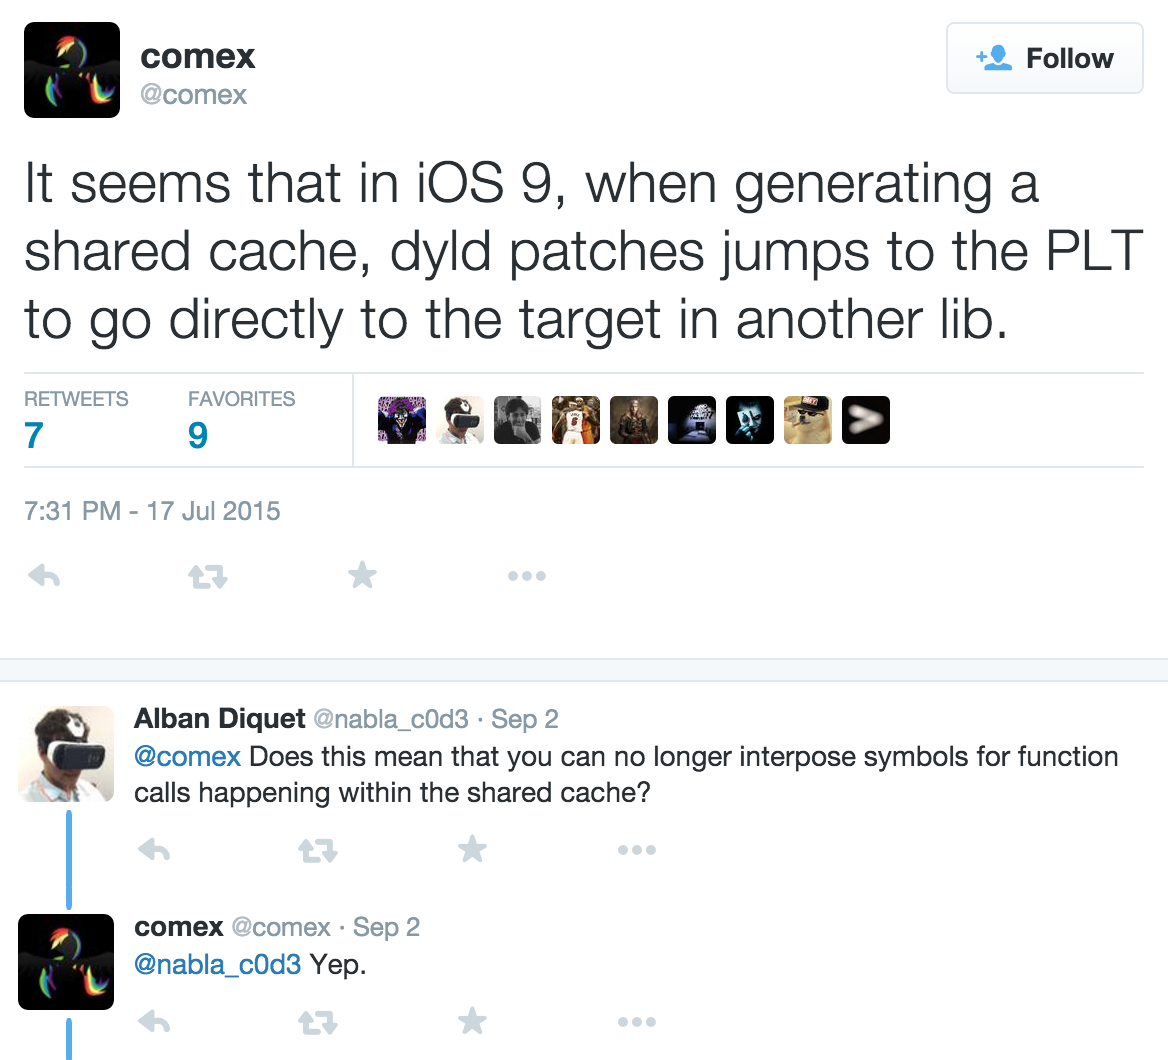 comex
@comex
Follow
It seems that in iOS 9, when generating a
shared cache, dyld patches jumps to the PLT
to go directly to the target in another lib.
RETWEETS FAVORITES
7 9
7:31 PM - 17 Jul 2015
Alban Diquet @nabla_c0d3 · Sep 2
@comex Does this mean that you can no longer interpose symbols for function
calls happening within the shared cache?
comex @comex · Sep 2
@nabla_c0d3 Yep.